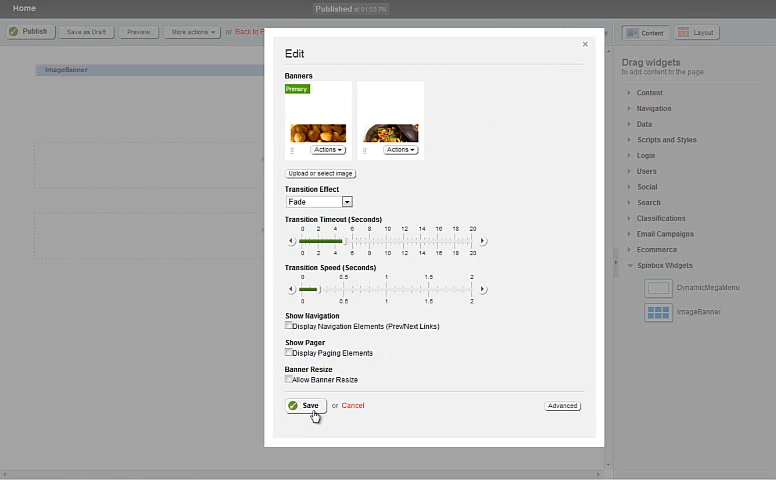 Home
Published at 01:59 PM
Publish
Save as Draft
Preview
More actions
or Back to P
Content
Layout
ImageBanner
Edit
Banners
Primary
Actions
Actions
Upload or select image
Transition Effect
Fade
Transition Timeout (Seconds)
0 2 4 6 8 10 12 14 16 18 20
0 2 4 6 8 10 12 14 16 18 20
Transition Speed (Seconds)
0 0.5 1 1.5 2
0 0.5 1 1.5 2
Show Navigation
Display Navigation Elements (Prev/Next Links)
Show Pager
Display Paging Elements
Banner Resize
Allow Banner Resize
Save or Cancel
Advanced
Drag widgets
to add content to the page
Content
Navigation
Data
Scripts and Styles
Login
Users
Social
Search
Classifications
Email Campaigns
Ecommerce
Spinbox Widgets
DynamicMegaMenu
ImageBanner